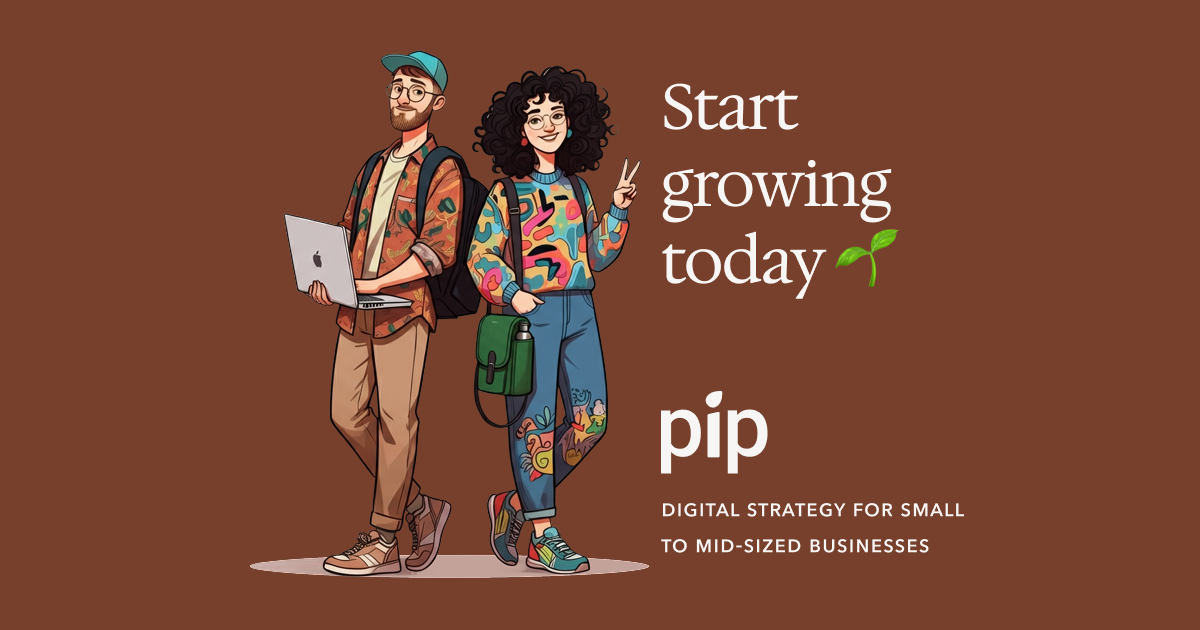 Start
growing
today 🌱
pip
DIGITAL STRATEGY FOR SMALL
TO MID-SIZED BUSINESSES